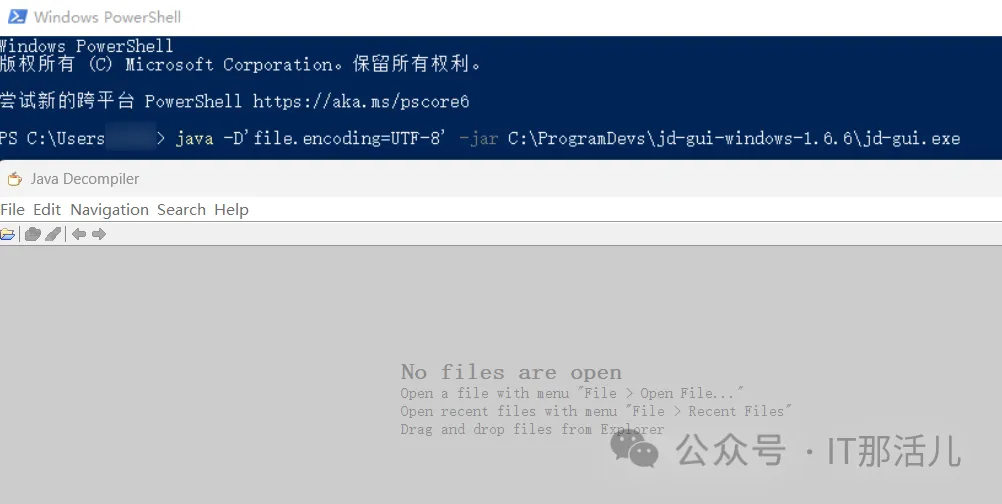 Windows PowerShell
Windows PowerShell
版权所有 (C) Microsoft Corporation。保留所有权利。
尝试新的跨平台 PowerShell https://aka.ms/pscore6
PS C:\Users > java -D'file.encoding=UTF-8' -jar C:\ProgramDevs\jd-gui-windows-1.6.6\jd-gui.exe
Java Decompiler
File Edit Navigation Search Help
No files are open
Open a file with menu "File > Open File..."
Open recent files with menu "File > Recent Files"
Drag and drop files from Explorer
公众号 · IT那活儿